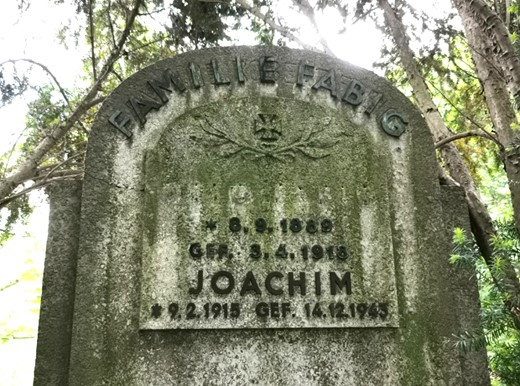 FAMILIE FABIG
* 8.9.1889
GEF. 3.4.1918
JOACHIM
* 9.2.1915 GEF. 14.12.1943